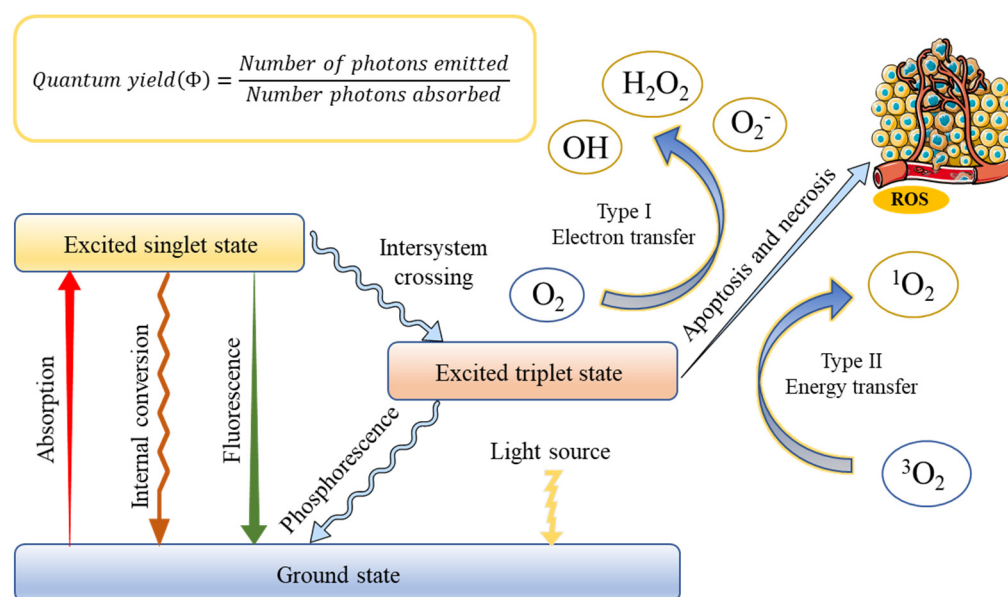 Quantum yield(Φ) = Number of photons emitted / Number photons absorbed
H₂O₂
O₂⁻
OH
ROS
Type I
Electron transfer
O₂
Apoptosis and necrosis
Excited singlet state
Intersystem
crossing
¹O₂
Type II
Energy transfer
³O₂
Excited triplet state
Absorption
Internal conversion
Fluorescence
Phosphorescence
Light source
Ground state